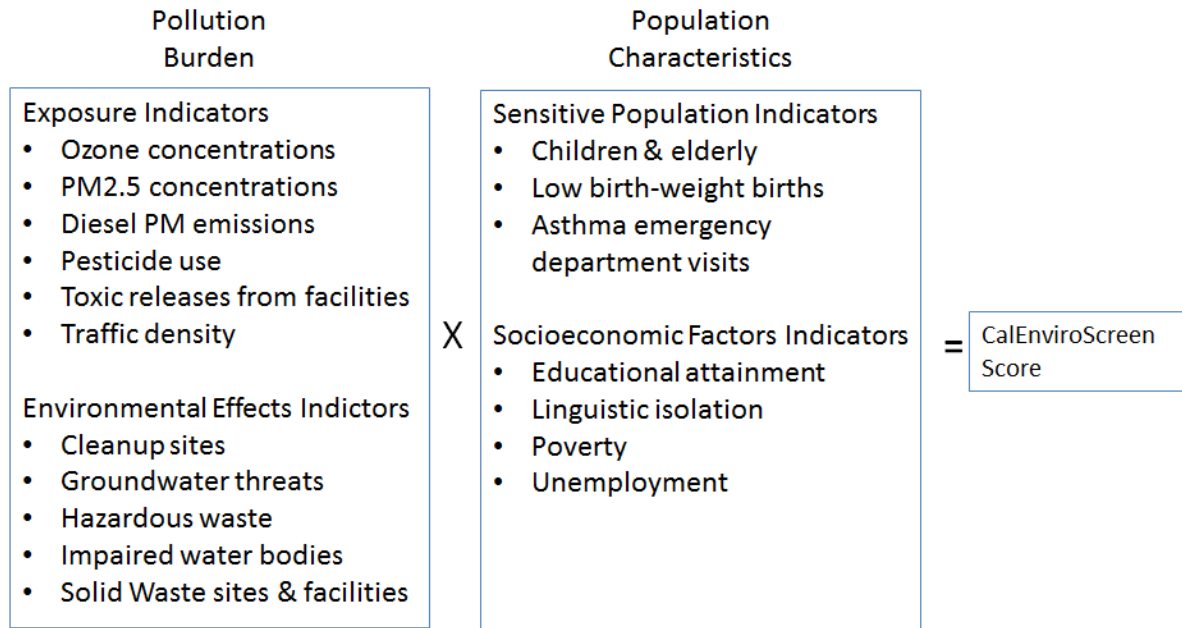 Pollution
Burden
Exposure Indicators
• Ozone concentrations
• PM2.5 concentrations
• Diesel PM emissions
• Pesticide use
• Toxic releases from facilities
• Traffic density
Environmental Effects Indictors
• Cleanup sites
• Groundwater threats
• Hazardous waste
• Impaired water bodies
• Solid Waste sites & facilities
X
Population
Characteristics
Sensitive Population Indicators
• Children & elderly
• Low birth-weight births
• Asthma emergency
department visits
Socioeconomic Factors Indicators
• Educational attainment
• Linguistic isolation
• Poverty
• Unemployment
=
CalEnviroScreen
Score